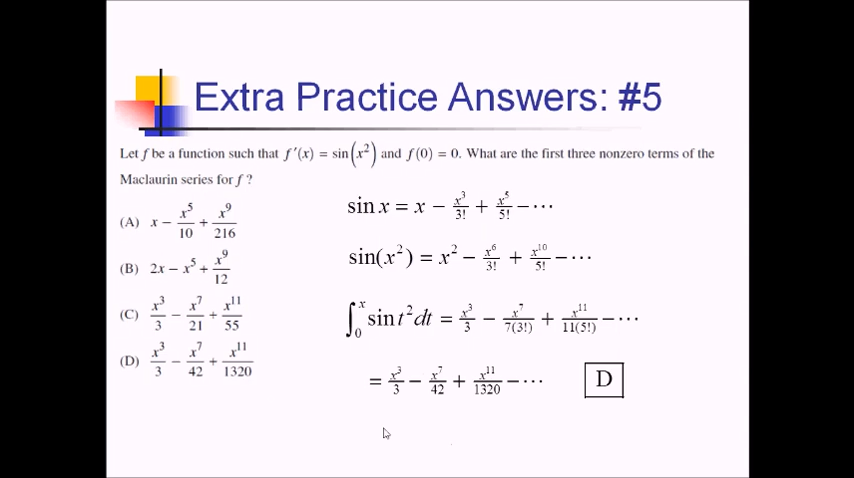 Extra Practice Answers: #5
Let f be a function such that f′(x) = sin(x²) and f(0) = 0. What are the first three nonzero terms of the
Maclaurin series for f ?
(A) x − x⁵/10 + x⁹/216
(B) 2x − x⁵ + x⁹/12
(C) x³/3 − x⁷/21 + x¹¹/55
(D) x³/3 − x⁷/42 + x¹¹/1320
sin x = x − x³/3! + x⁵/5! − ⋯
sin(x²) = x² − x⁶/3! + x¹⁰/5! − ⋯
∫₀ˣ sin t² dt = x³/3 − x⁷/7(3!) + x¹¹/11(5!) − ⋯
= x³/3 − x⁷/42 + x¹¹/1320 − ⋯
D